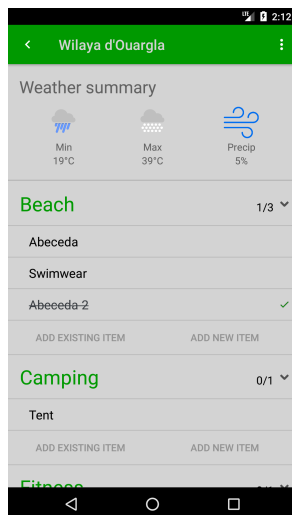 LTE 2:12
Wilaya d'Ouargla
Weather summary
Min Max Precip
19°C 39°C 5%
Beach 1/3
Abeceda
Swimwear
Abeceda 2
ADD EXISTING ITEM ADD NEW ITEM
Camping 0/1
Tent
ADD EXISTING ITEM ADD NEW ITEM
Fitness